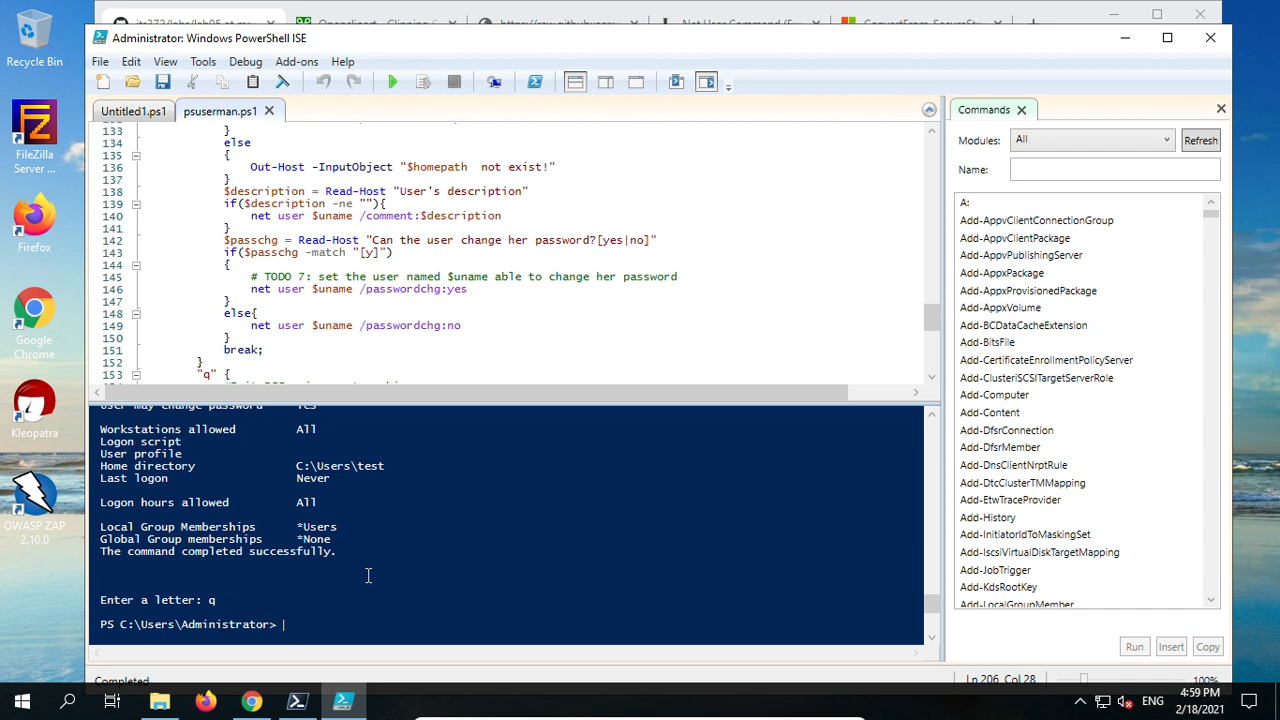 Recycle Bin
FileZilla
Server ...
Firefox
Google
Chrome
Kleopatra
OWASP ZAP
2.10.0
Administrator: Windows PowerShell ISE
File Edit View Tools Debug Add-ons Help
Untitled1.ps1 psuserman.ps1
133 }
134 else
135 {
136 Out-Host -InputObject "$homepath  not exist!"
137 }
138 $description = Read-Host "User's description"
139 if($description -ne ""){
140 net user $uname /comment:$description
141 }
142 $passchg = Read-Host "Can the user change her password?[yes|no]"
143 if($passchg -match "[y]")
144 {
145 # TODO 7: set the user named $uname able to change her password
146 net user $uname /passwordchg:yes
147 }
148 else{
149 net user $uname /passwordchg:no
150 }
151 break;
152 }
153 "q" {
User may change password Yes
Workstations allowed All
Logon script
User profile
Home directory C:\Users\test
Last logon Never
Logon hours allowed All
Local Group Memberships *Users
Global Group memberships *None
The command completed successfully.
Enter a letter: q
PS C:\Users\Administrator>
Completed
Ln 206 Col 28 100%
Commands
Modules: All Refresh
Name:
A:
Add-AppvClientConnectionGroup
Add-AppvClientPackage
Add-AppvPublishingServer
Add-AppxPackage
Add-AppxProvisionedPackage
Add-AppxVolume
Add-BCDataCacheExtension
Add-BitsFile
Add-CertificateEnrollmentPolicyServer
Add-ClusteriSCSITargetServerRole
Add-Computer
Add-Content
Add-DfsrConnection
Add-DfsrMember
Add-DnsClientNrptRule
Add-DtcClusterTMMapping
Add-EtwTraceProvider
Add-History
Add-InitiatorIdToMaskingSet
Add-IscsiVirtualDiskTargetMapping
Add-JobTrigger
Add-KdsRootKey
Add-LocalGroupMember
Run Insert Copy
ENG
4:59 PM
2/18/2021